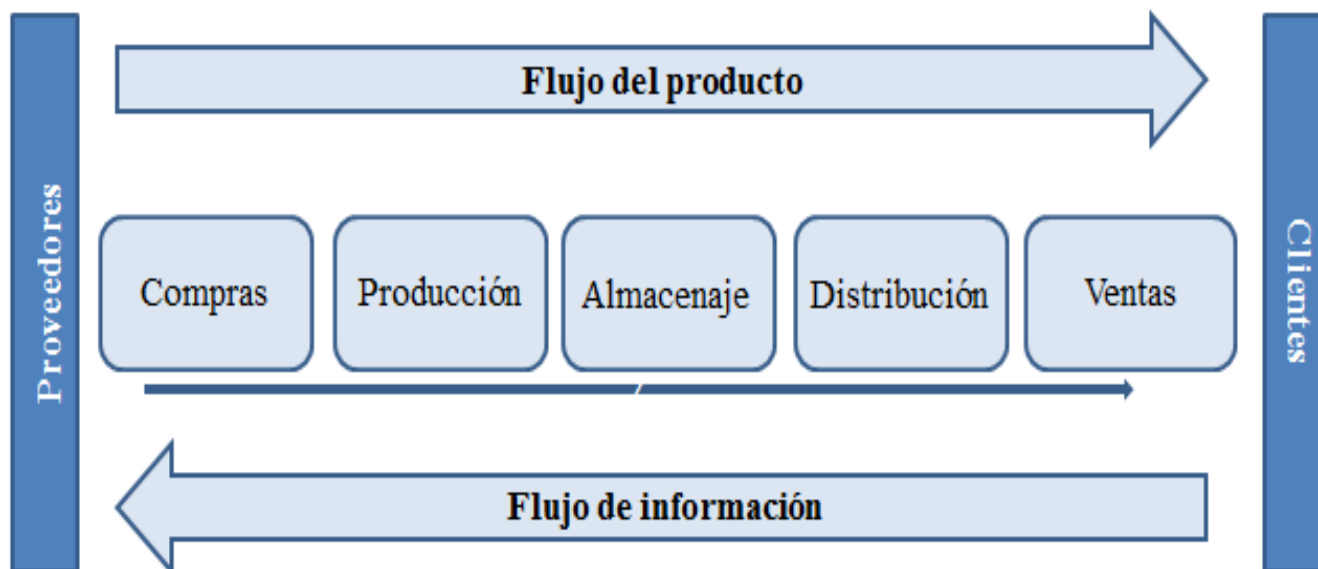 Flujo del producto
Proveedores
Compras
Producción
Almacenaje
Distribución
Ventas
Clientes
Flujo de información